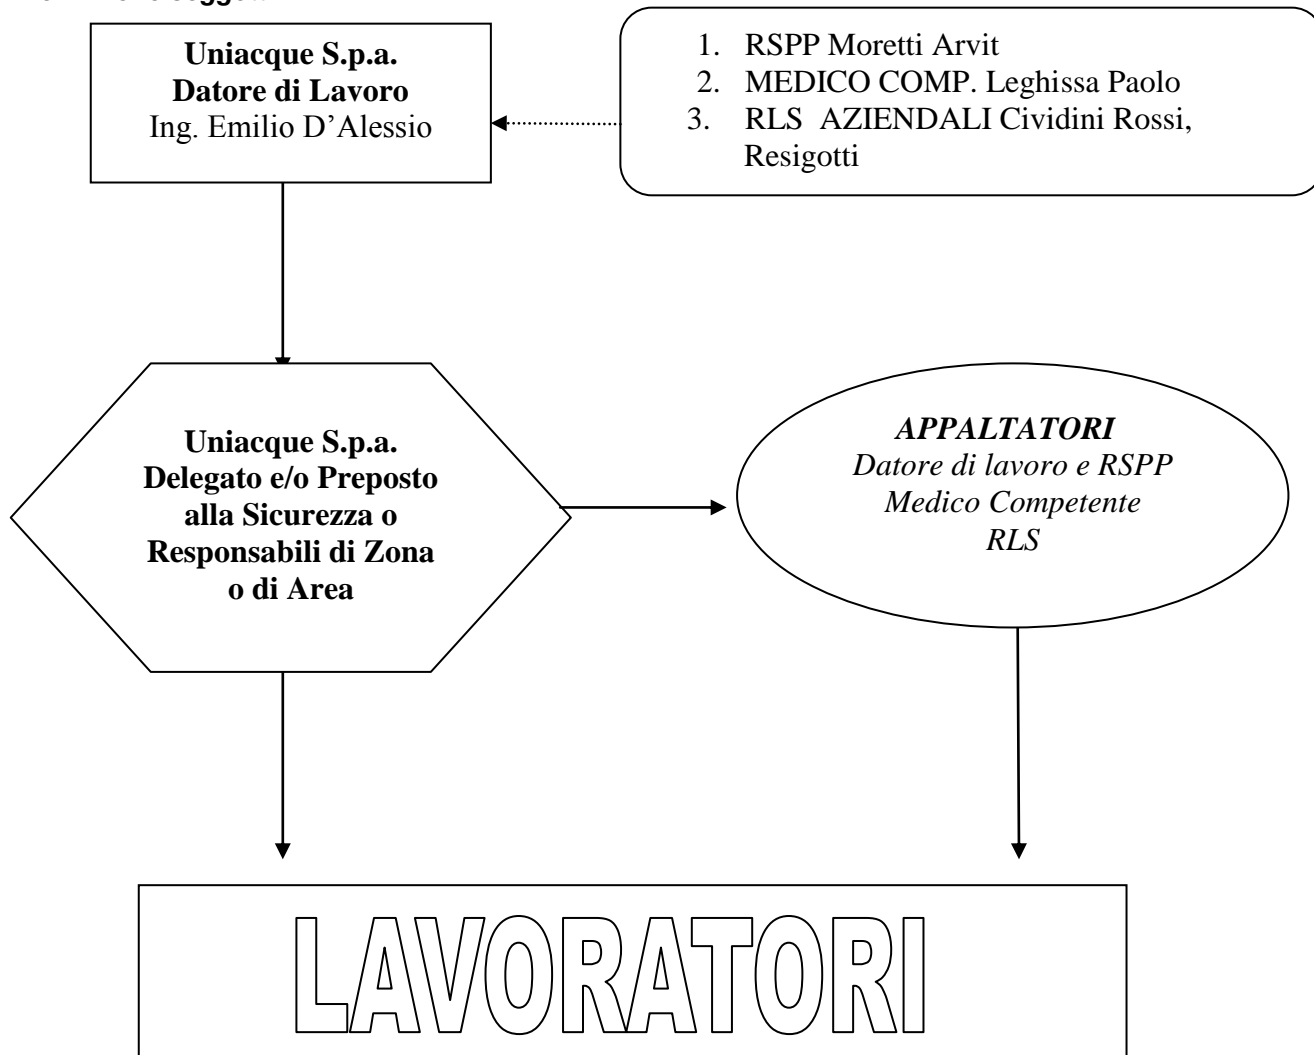 Uniacque S.p.a.
Datore di Lavoro
Ing. Emilio D'Alessio
1. RSPP Moretti Arvit
2. MEDICO COMP. Leghissa Paolo
3. RLS AZIENDALI Cividini Rossi,
Resigotti
Uniacque S.p.a.
Delegato e/o Preposto
alla Sicurezza o
Responsabili di Zona
o di Area
APPALTATORI
Datore di lavoro e RSPP
Medico Competente
RLS
LAVORATORI